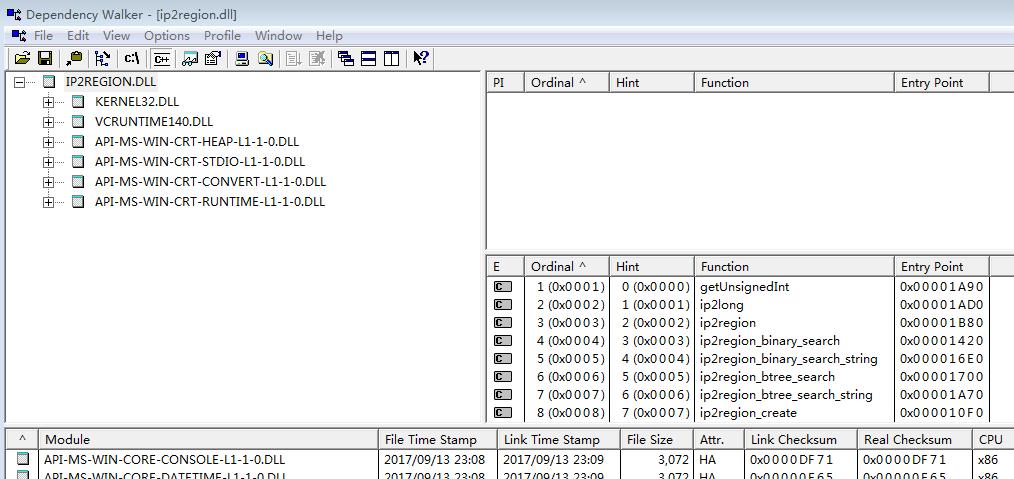 Dependency Walker - [ip2region.dll]
File Edit View Options Profile Window Help
c:\ C++
IP2REGION.DLL
KERNEL32.DLL
VCRUNTIME140.DLL
API-MS-WIN-CRT-HEAP-L1-1-0.DLL
API-MS-WIN-CRT-STDIO-L1-1-0.DLL
API-MS-WIN-CRT-CONVERT-L1-1-0.DLL
API-MS-WIN-CRT-RUNTIME-L1-1-0.DLL
PI Ordinal ^ Hint Function Entry Point
E Ordinal ^ Hint Function Entry Point
C 1 (0x0001) 0 (0x0000) getUnsignedInt 0x00001A90
C 2 (0x0002) 1 (0x0001) ip2long 0x00001AD0
C 3 (0x0003) 2 (0x0002) ip2region 0x00001B80
C 4 (0x0004) 3 (0x0003) ip2region_binary_search 0x00001420
C 5 (0x0005) 4 (0x0004) ip2region_binary_search_string 0x000016E0
C 6 (0x0006) 5 (0x0005) ip2region_btree_search 0x00001700
C 7 (0x0007) 6 (0x0006) ip2region_btree_search_string 0x00001A70
C 8 (0x0008) 7 (0x0007) ip2region_create 0x000010F0
^ Module File Time Stamp Link Time Stamp File Size Attr. Link Checksum Real Checksum CPU
API-MS-WIN-CORE-CONSOLE-L1-1-0.DLL 2017/09/13 23:08 2017/09/13 23:09 3,072 HA 0x0000DF71 0x0000DF71 x86
API-MS-WIN-CORE-DATETIME-L1-1-0.DLL 2017/09/13 23:08 2017/09/13 23:09 3,072 HA x86